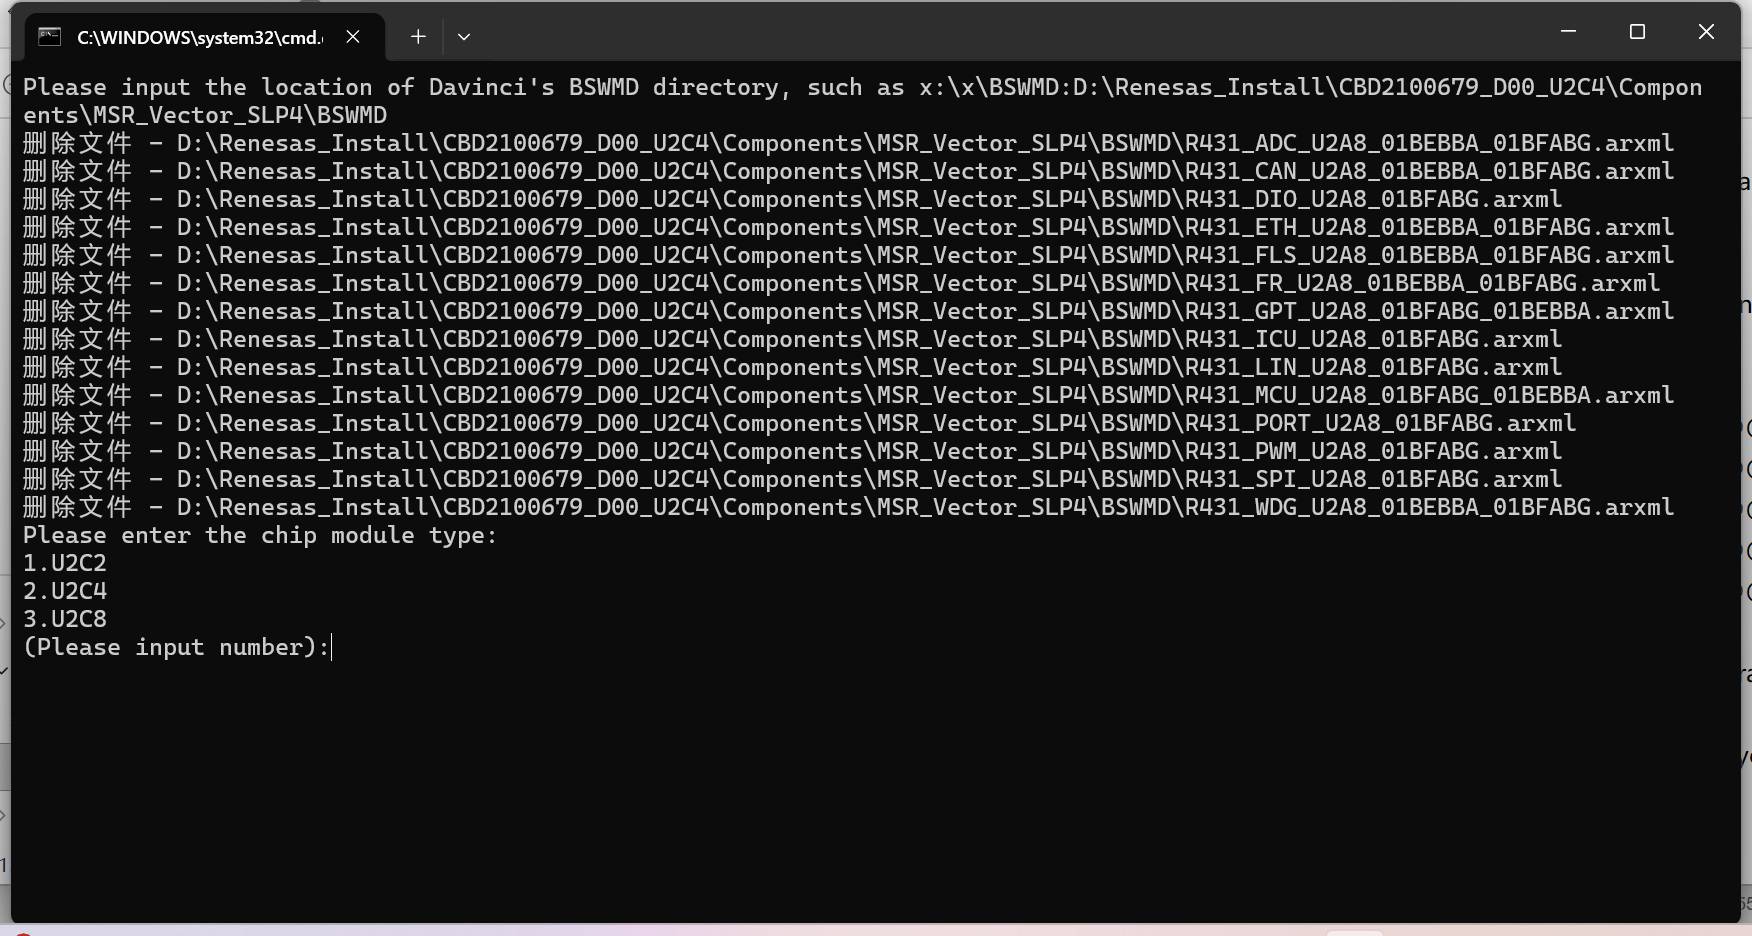 C:\WINDOWS\system32\cmd.
Please input the location of Davinci's BSWMD directory, such as x:\x\BSWMD:D:\Renesas_Install\CBD2100679_D00_U2C4\Compon
ents\MSR_Vector_SLP4\BSWMD
删除文件 - D:\Renesas_Install\CBD2100679_D00_U2C4\Components\MSR_Vector_SLP4\BSWMD\R431_ADC_U2A8_01BEBBA_01BFABG.arxml
删除文件 - D:\Renesas_Install\CBD2100679_D00_U2C4\Components\MSR_Vector_SLP4\BSWMD\R431_CAN_U2A8_01BEBBA_01BFABG.arxml
删除文件 - D:\Renesas_Install\CBD2100679_D00_U2C4\Components\MSR_Vector_SLP4\BSWMD\R431_DIO_U2A8_01BFABG.arxml
删除文件 - D:\Renesas_Install\CBD2100679_D00_U2C4\Components\MSR_Vector_SLP4\BSWMD\R431_ETH_U2A8_01BEBBA_01BFABG.arxml
删除文件 - D:\Renesas_Install\CBD2100679_D00_U2C4\Components\MSR_Vector_SLP4\BSWMD\R431_FLS_U2A8_01BEBBA_01BFABG.arxml
删除文件 - D:\Renesas_Install\CBD2100679_D00_U2C4\Components\MSR_Vector_SLP4\BSWMD\R431_FR_U2A8_01BEBBA_01BFABG.arxml
删除文件 - D:\Renesas_Install\CBD2100679_D00_U2C4\Components\MSR_Vector_SLP4\BSWMD\R431_GPT_U2A8_01BFABG_01BEBBA.arxml
删除文件 - D:\Renesas_Install\CBD2100679_D00_U2C4\Components\MSR_Vector_SLP4\BSWMD\R431_ICU_U2A8_01BFABG.arxml
删除文件 - D:\Renesas_Install\CBD2100679_D00_U2C4\Components\MSR_Vector_SLP4\BSWMD\R431_LIN_U2A8_01BFABG.arxml
删除文件 - D:\Renesas_Install\CBD2100679_D00_U2C4\Components\MSR_Vector_SLP4\BSWMD\R431_MCU_U2A8_01BFABG_01BEBBA.arxml
删除文件 - D:\Renesas_Install\CBD2100679_D00_U2C4\Components\MSR_Vector_SLP4\BSWMD\R431_PORT_U2A8_01BFABG.arxml
删除文件 - D:\Renesas_Install\CBD2100679_D00_U2C4\Components\MSR_Vector_SLP4\BSWMD\R431_PWM_U2A8_01BFABG.arxml
删除文件 - D:\Renesas_Install\CBD2100679_D00_U2C4\Components\MSR_Vector_SLP4\BSWMD\R431_SPI_U2A8_01BFABG.arxml
删除文件 - D:\Renesas_Install\CBD2100679_D00_U2C4\Components\MSR_Vector_SLP4\BSWMD\R431_WDG_U2A8_01BEBBA_01BFABG.arxml
Please enter the chip module type:
1.U2C2
2.U2C4
3.U2C8
(Please input number):